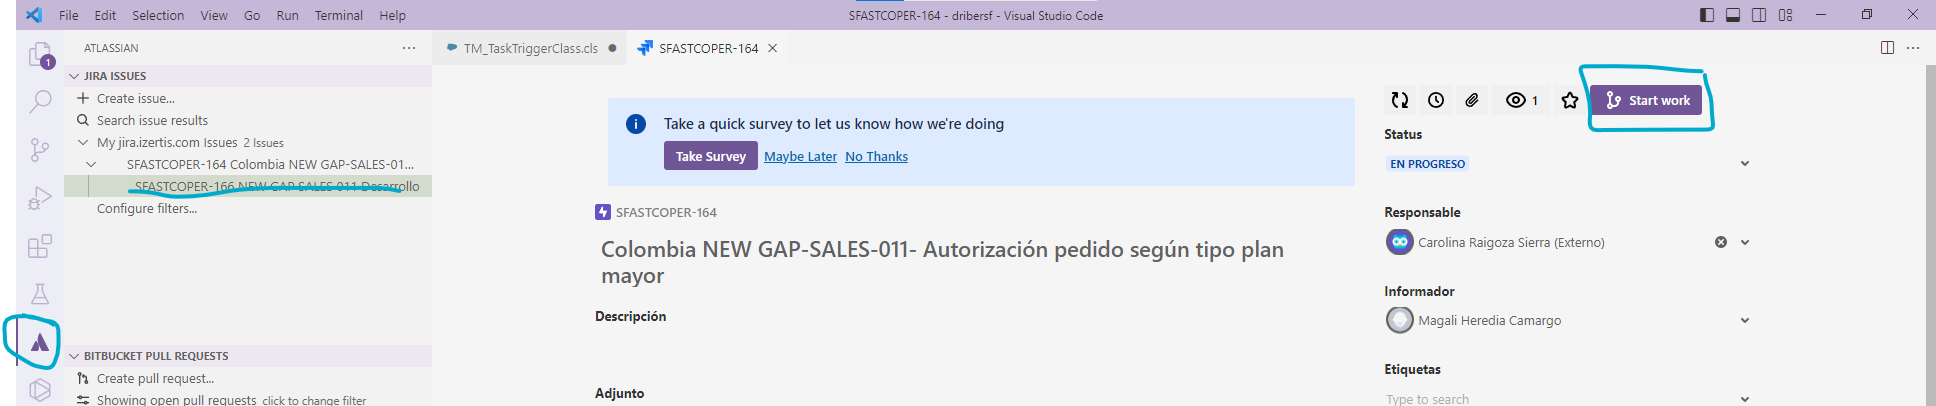 File Edit Selection View Go Run Terminal Help
SFASTCOPER-164 - dribersf - Visual Studio Code
1
ATLASSIAN
JIRA ISSUES
Create issue...
Search issue results
My jira.izertis.com Issues 2 Issues
SFASTCOPER-164 Colombia NEW GAP-SALES-01...
SFASTCOPER-166 NEW GAP SALES 011 Desarrollo
Configure filters...
BITBUCKET PULL REQUESTS
Create pull request...
Showing open pull requests click to change filter
TM_TaskTriggerClass.cls
SFASTCOPER-164
Take a quick survey to let us know how we're doing
Take Survey Maybe Later No Thanks
SFASTCOPER-164
Colombia NEW GAP-SALES-011- Autorización pedido según tipo plan
mayor
Descripción
Adjunto
1
Start work
Status
EN PROGRESO
Responsable
Carolina Raigoza Sierra (Externo)
Informador
Magali Heredia Camargo
Etiquetas
Type to search